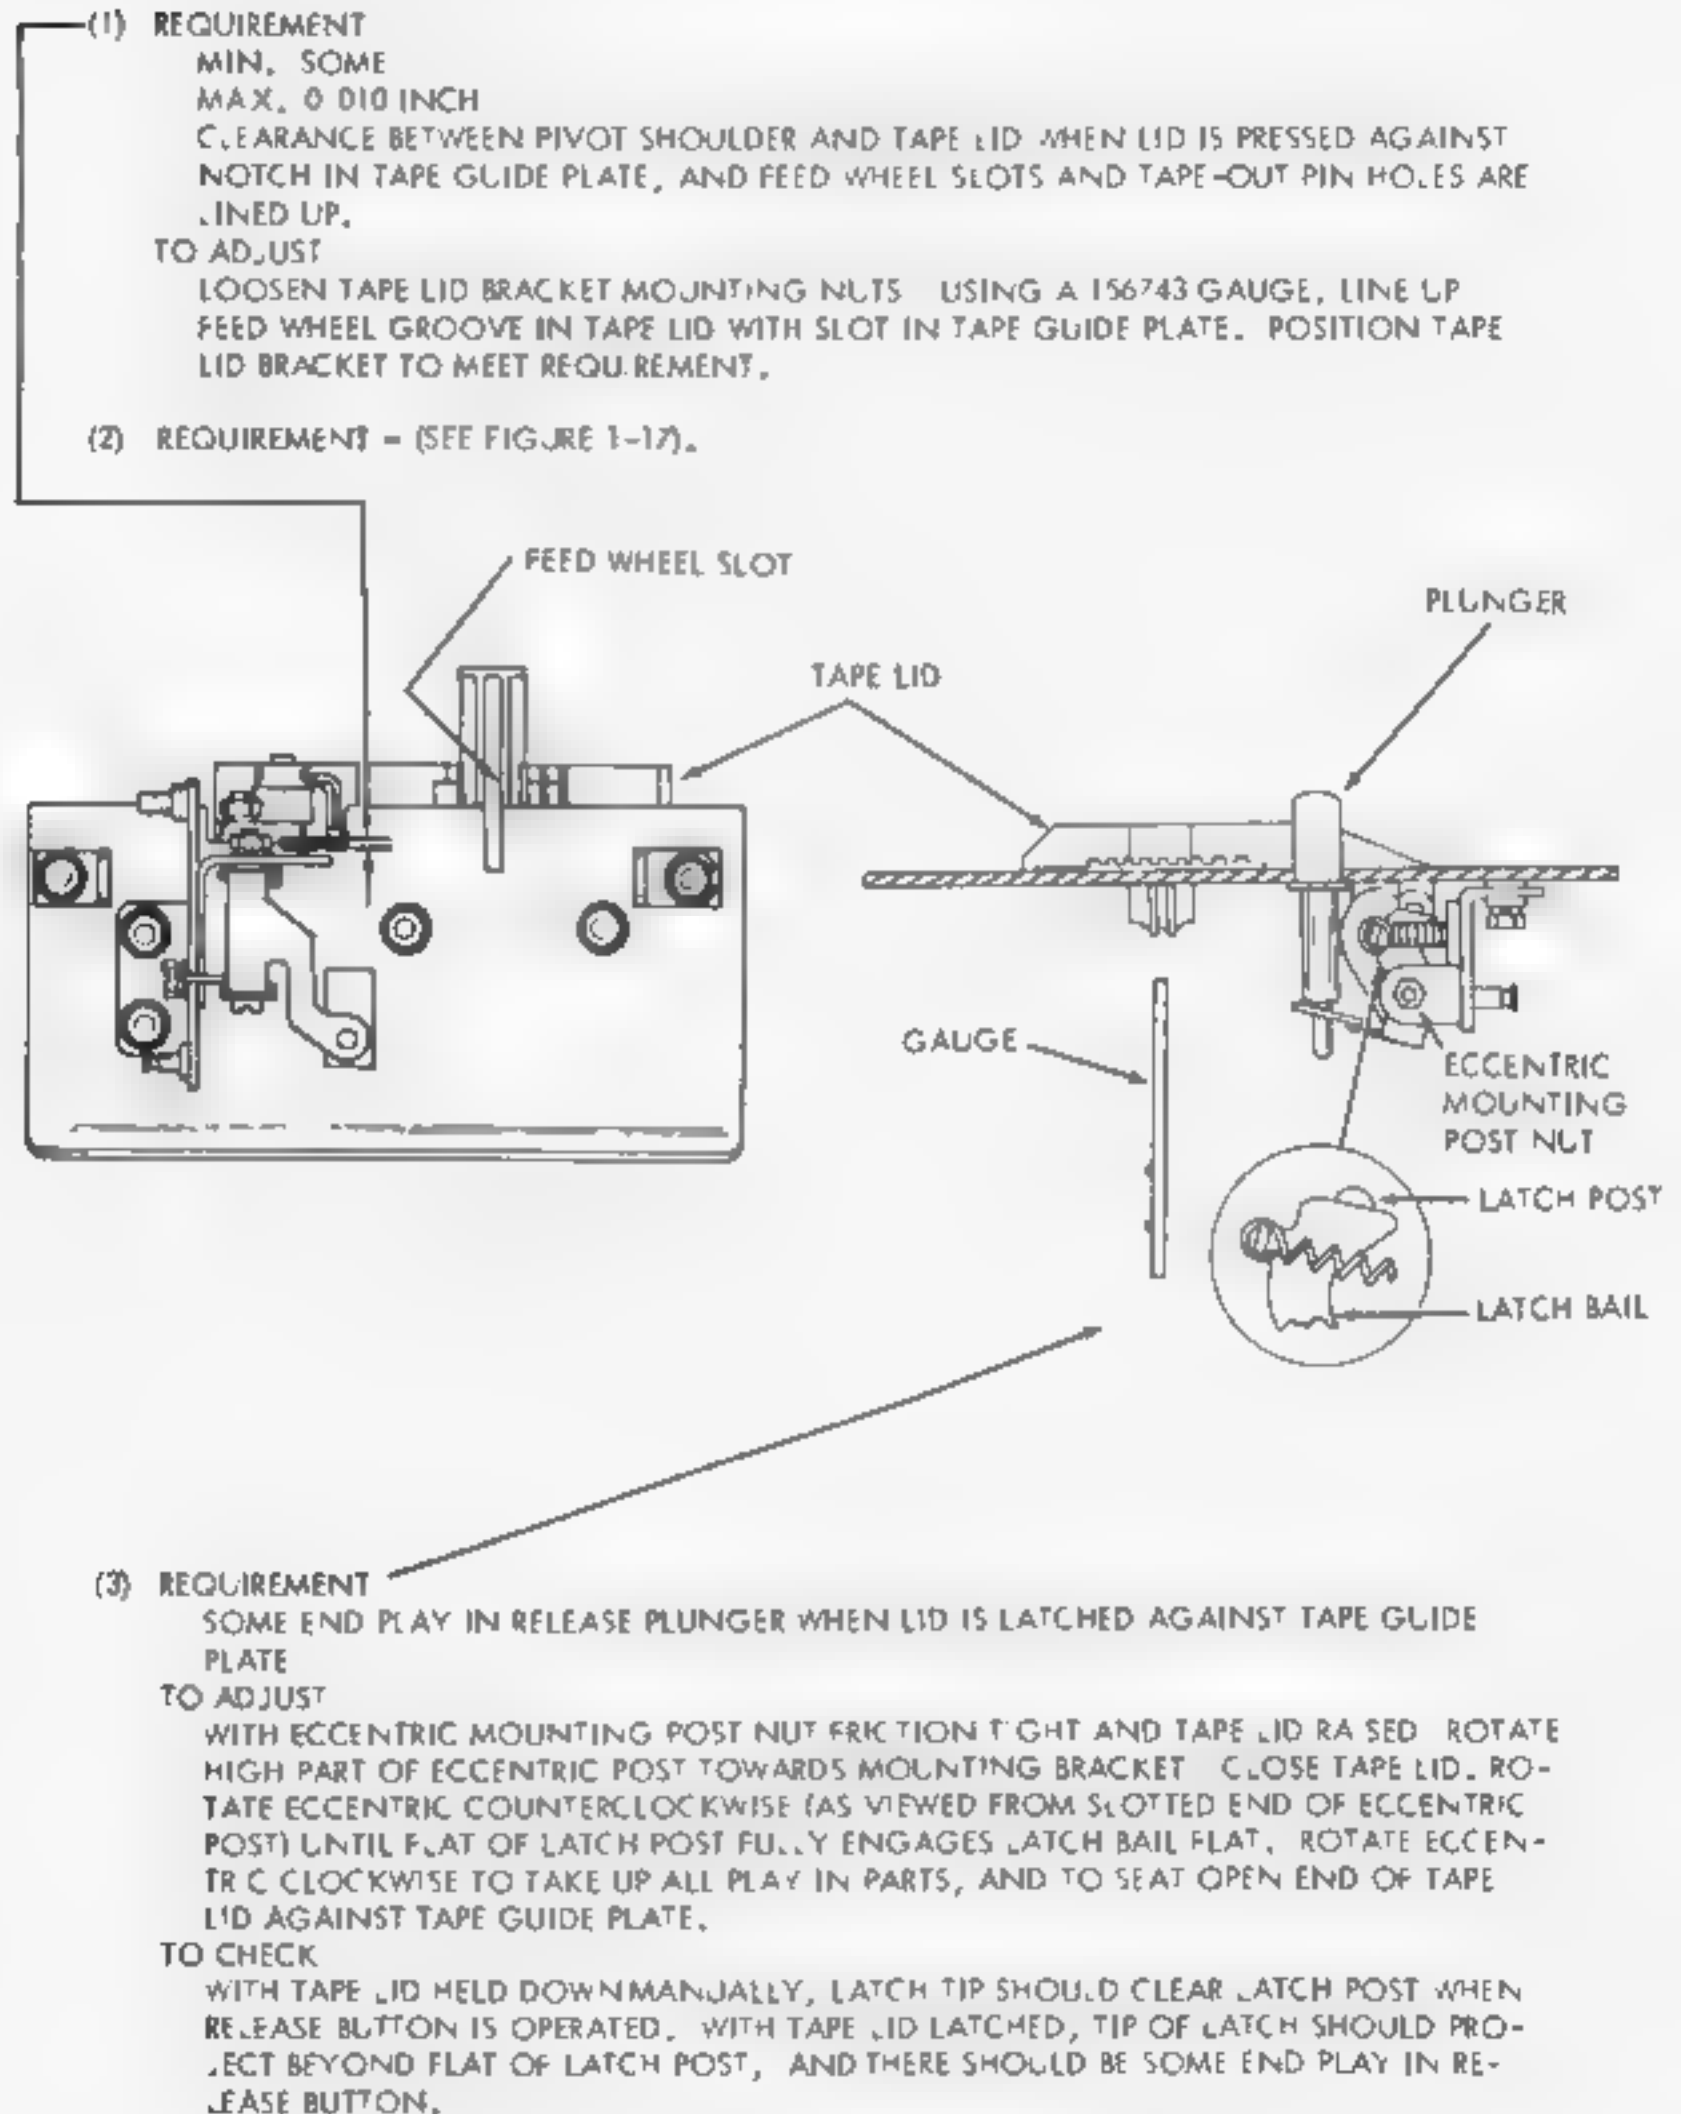 (1) REQUIREMENT
MIN. SOME
MAX. 0.010 INCH
CLEARANCE BETWEEN PIVOT SHOULDER AND TAPE LID WHEN LID IS PRESSED AGAINST
NOTCH IN TAPE GUIDE PLATE, AND FEED WHEEL SLOTS AND TAPE-OUT PIN HOLES ARE
LINED UP.
TO ADJUST
LOOSEN TAPE LID BRACKET MOUNTING NUTS USING A 156743 GAUGE, LINE UP
FEED WHEEL GROOVE IN TAPE LID WITH SLOT IN TAPE GUIDE PLATE. POSITION TAPE
LID BRACKET TO MEET REQUIREMENT.
(2) REQUIREMENT - (SEE FIGURE 1-17).
FEED WHEEL SLOT
PLUNGER
TAPE LID
GAUGE
ECCENTRIC
MOUNTING
POST NUT
LATCH POST
LATCH BAIL
(3) REQUIREMENT
SOME END PLAY IN RELEASE PLUNGER WHEN LID IS LATCHED AGAINST TAPE GUIDE
PLATE
TO ADJUST
WITH ECCENTRIC MOUNTING POST NUT FRICTION TIGHT AND TAPE LID RAISED ROTATE
HIGH PART OF ECCENTRIC POST TOWARDS MOUNTING BRACKET CLOSE TAPE LID. RO-
TATE ECCENTRIC COUNTERCLOCKWISE (AS VIEWED FROM SLOTTED END OF ECCENTRIC
POST) UNTIL FLAT OF LATCH POST FULLY ENGAGES LATCH BAIL FLAT. ROTATE ECCEN-
TRIC CLOCKWISE TO TAKE UP ALL PLAY IN PARTS, AND TO SEAT OPEN END OF TAPE
LID AGAINST TAPE GUIDE PLATE.
TO CHECK
WITH TAPE LID HELD DOWN MANUALLY, LATCH TIP SHOULD CLEAR LATCH POST WHEN
RELEASE BUTTON IS OPERATED. WITH TAPE LID LATCHED, TIP OF LATCH SHOULD PRO-
JECT BEYOND FLAT OF LATCH POST, AND THERE SHOULD BE SOME END PLAY IN RE-
LEASE BUTTON.